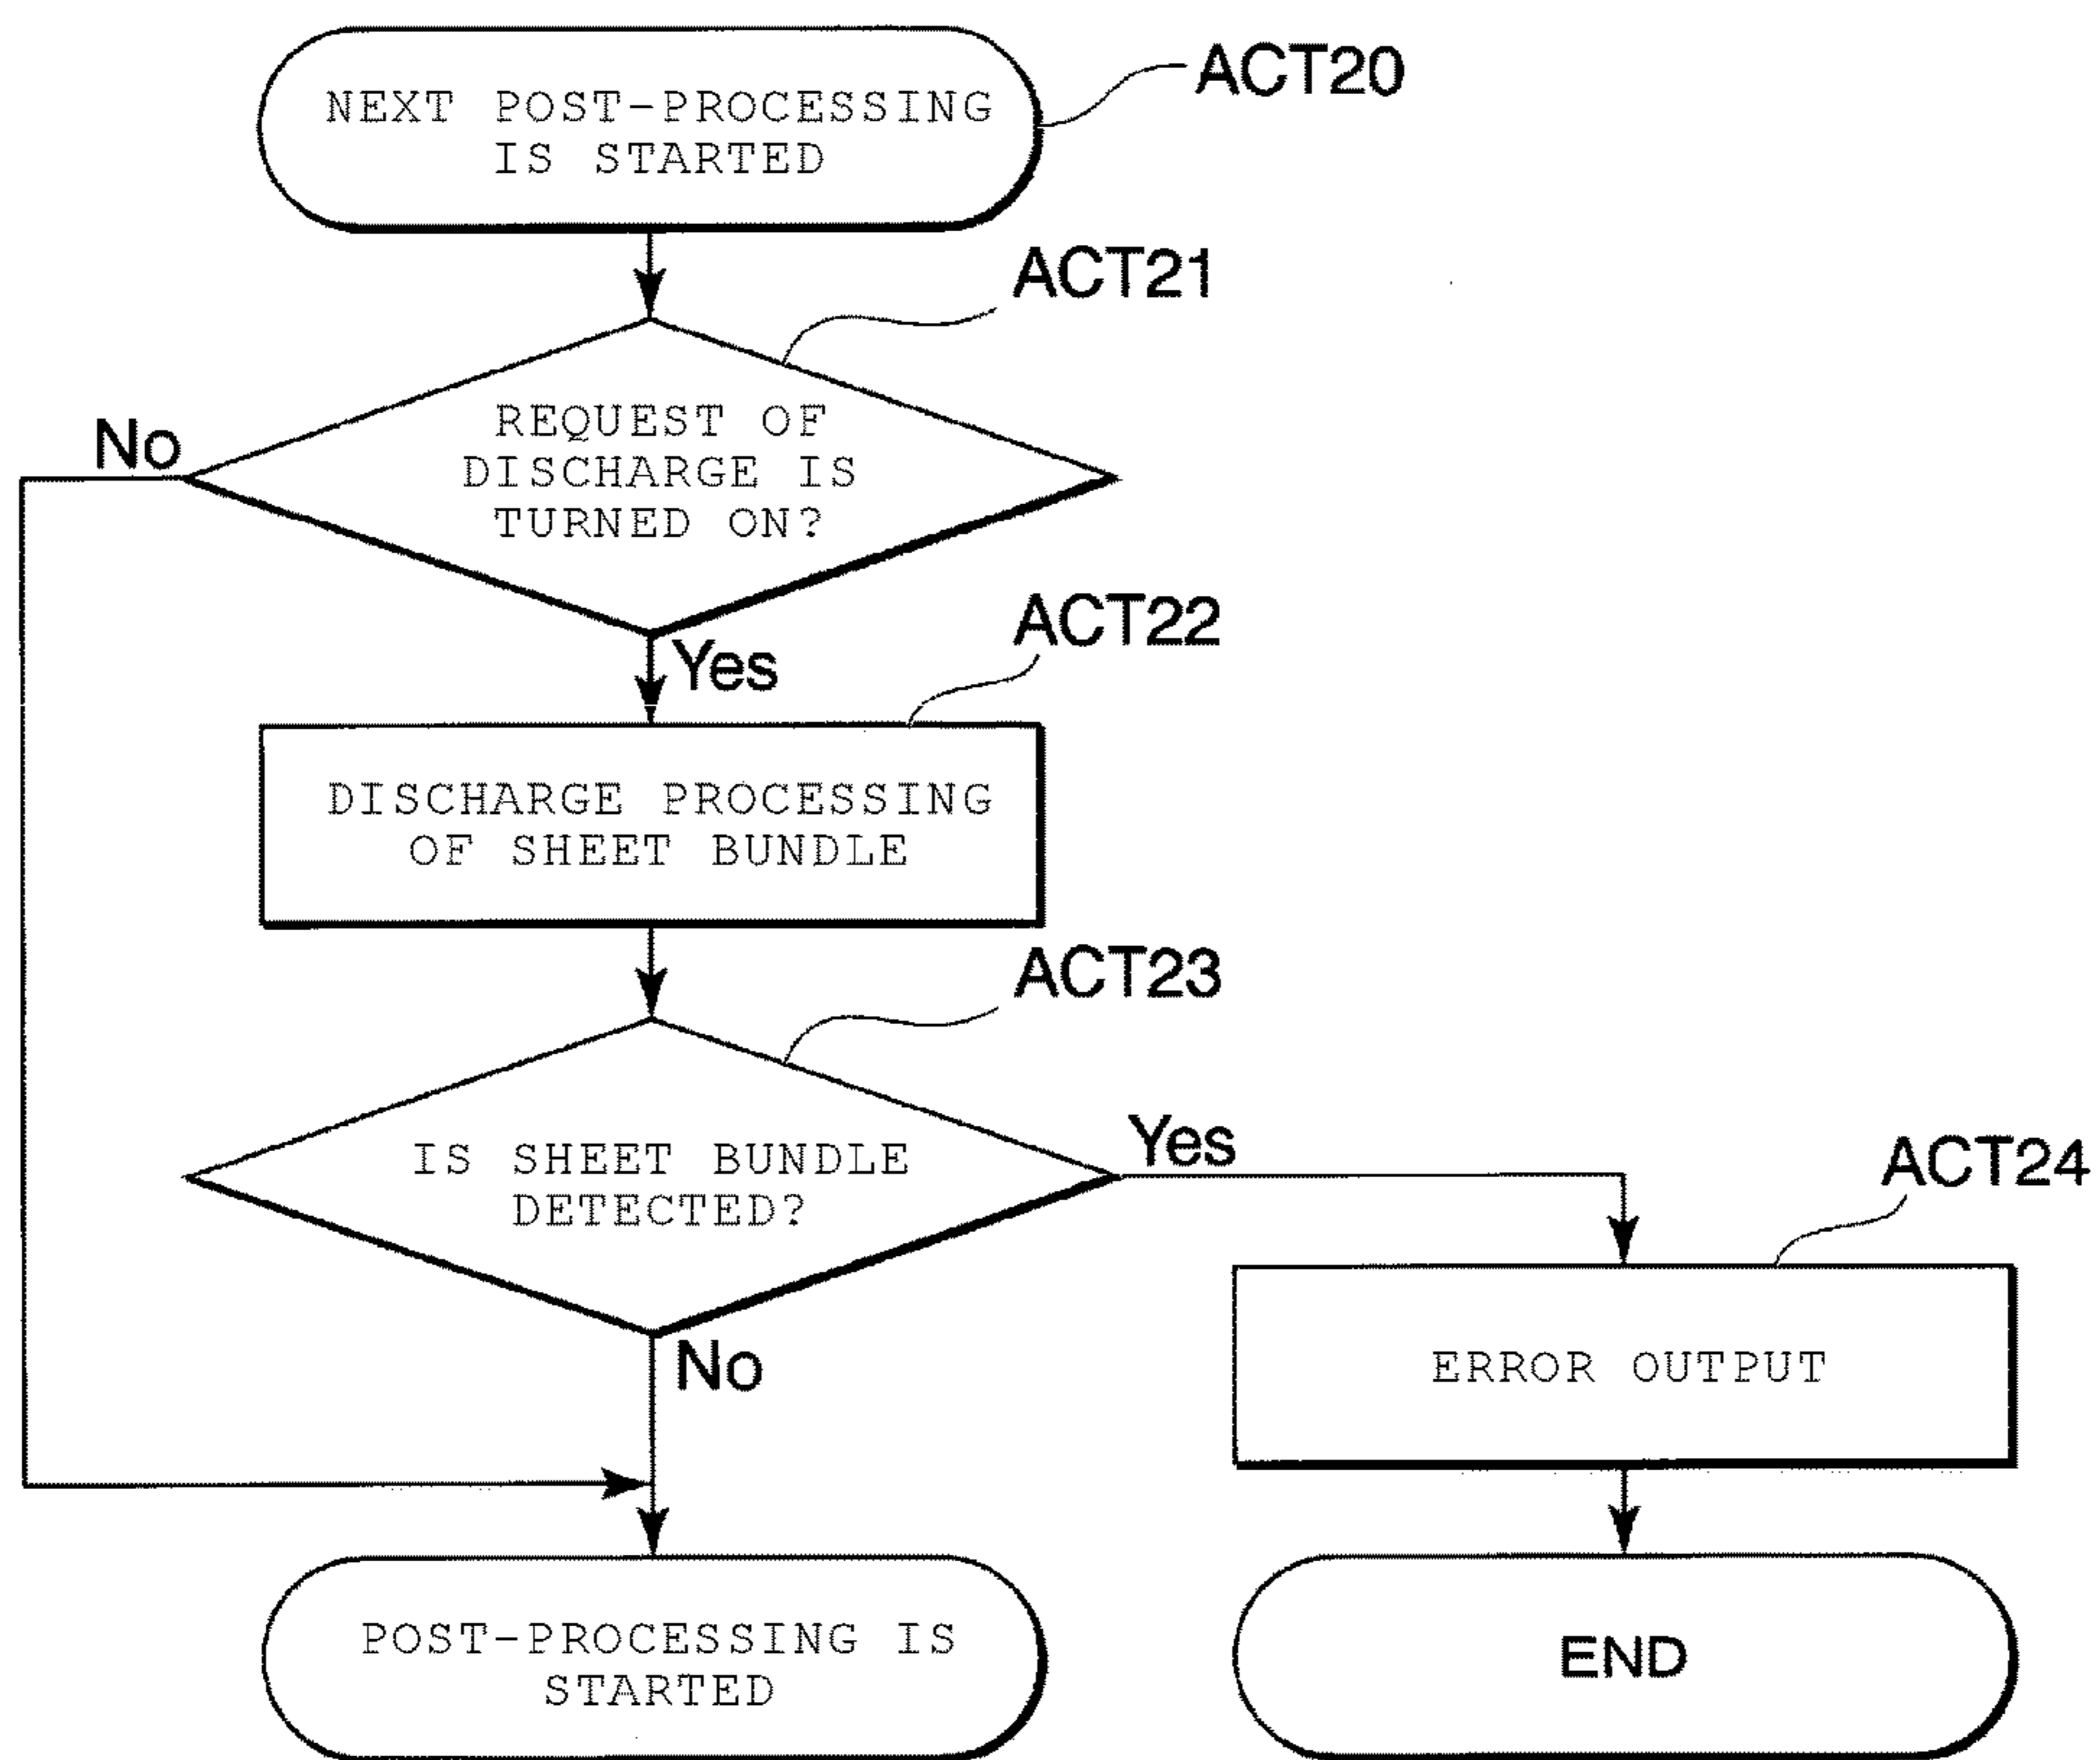 NEXT POST-PROCESSING
IS STARTED
ACT20
ACT21
REQUEST OF
DISCHARGE IS
TURNED ON?
No
Yes
ACT22
DISCHARGE PROCESSING
OF SHEET BUNDLE
ACT23
IS SHEET BUNDLE
DETECTED?
Yes
No
ACT24
ERROR OUTPUT
POST-PROCESSING IS
STARTED
END